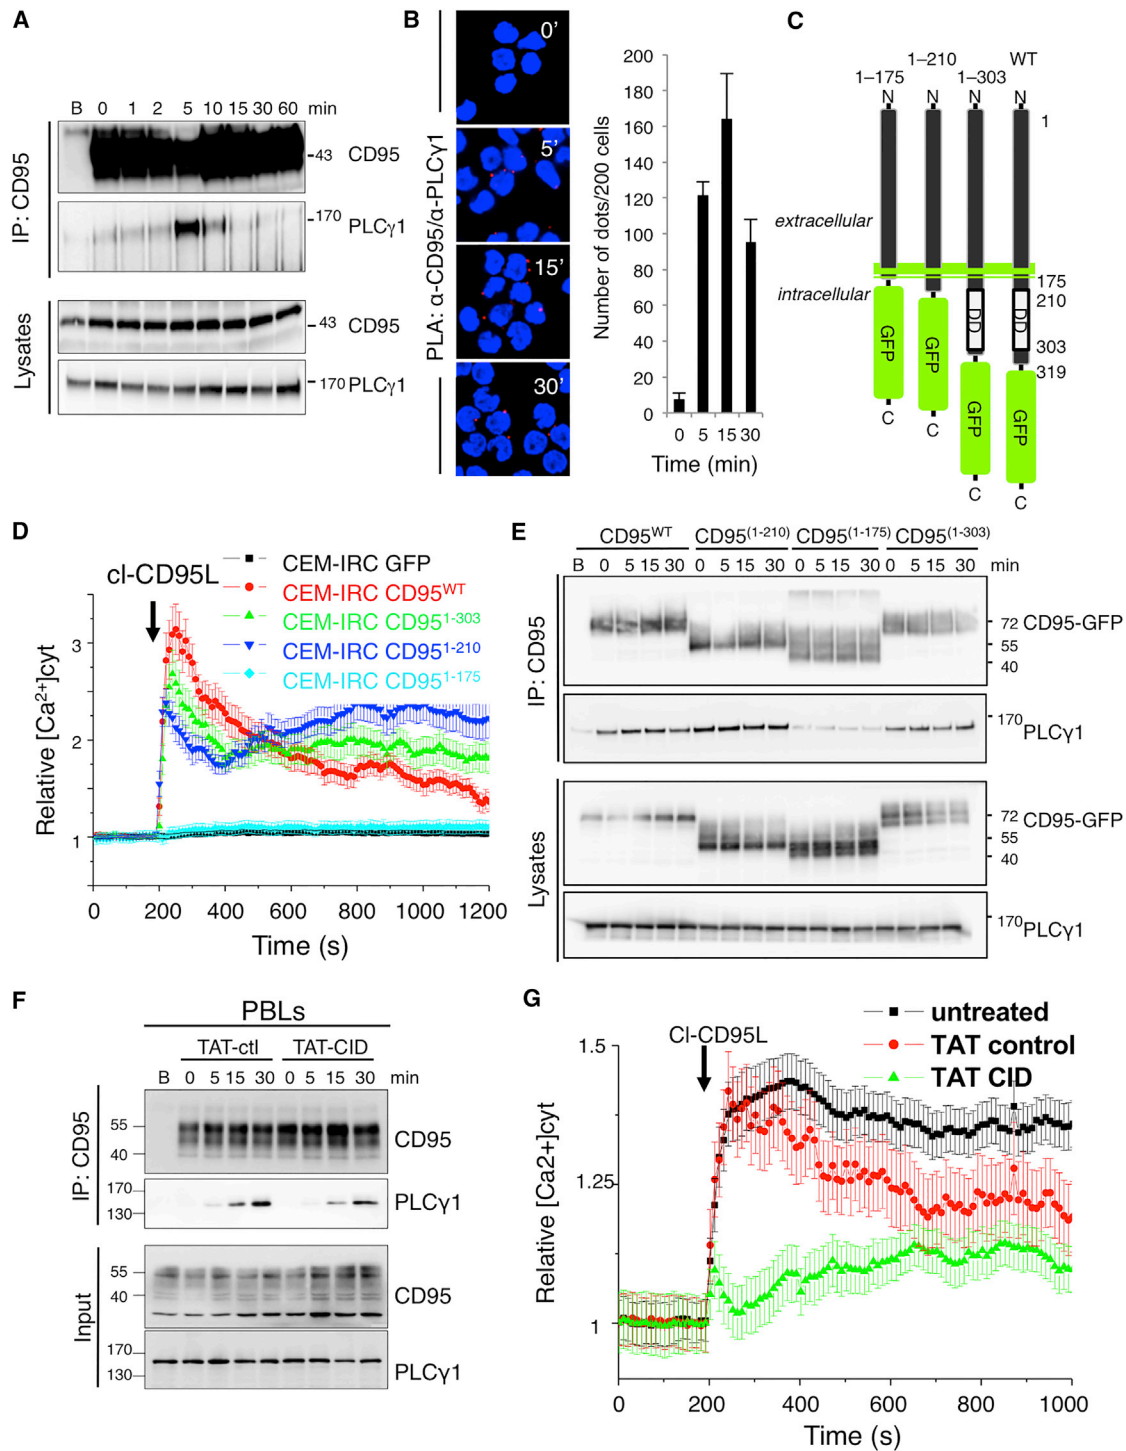 A
B 0 1 2 5 10 15 30 60 min
IP: CD95
43 CD95
170 PLCγ1
Lysates
43 CD95
170 PLCγ1
B
PLA: α-CD95/α-PLCγ1
0'
5'
15'
30'
Number of dots/200 cells
200
180
160
140
120
100
80
60
40
20
0
0 5 15 30
Time (min)
C
1–175
1–210
1–303
WT
N N N N
1
extracellular
intracellular
175
210
303
319
DD DD
GFP GFP GFP GFP
C C C C
D
cl-CD95L
CEM-IRC GFP
CEM-IRC CD95WT
CEM-IRC CD951-303
CEM-IRC CD951-210
CEM-IRC CD951-175
Relative [Ca2+]cyt
3
2
1
0 200 400 600 800 1000 1200
Time (s)
E
CD95WT CD95(1-210) CD95(1-175) CD95(1-303)
B 0 5 15 30 0 5 15 30 0 5 15 30 0 5 15 30 min
IP: CD95
72 CD95-GFP
55
40
170 PLCγ1
Lysates
72 CD95-GFP
55
40
170 PLCγ1
F
PBLs
TAT-ctl TAT-CID
B 0 5 15 30 0 5 15 30 min
IP: CD95
55
40
CD95
170
130
PLCγ1
Input
55
40
CD95
170
130
PLCγ1
G
Cl-CD95L
untreated
TAT control
TAT CID
Relative [Ca2+]cyt
1.5
1.25
1
0 200 400 600 800 1000
Time (s)